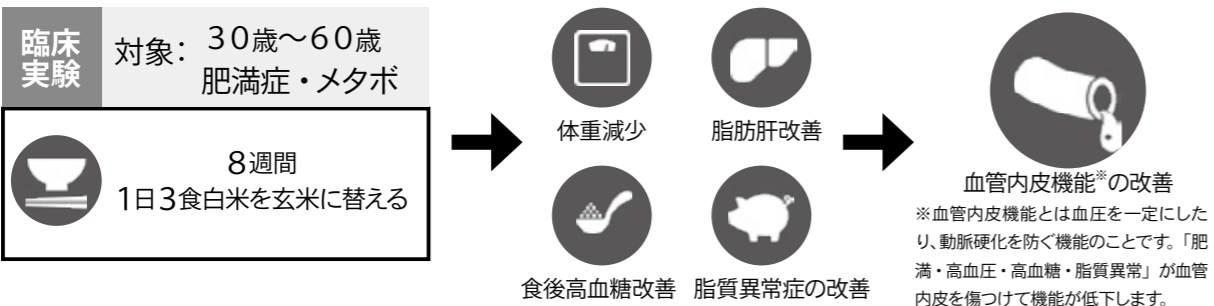 臨床
実験
対象: 30歳～60歳
肥満症・メタボ
8週間
1日3食白米を玄米に替える
体重減少
脂肪肝改善
食後高血糖改善
脂質異常症の改善
血管内皮機能※の改善
※血管内皮機能とは血圧を一定にした
り、動脈硬化を防ぐ機能のことです。「肥
満・高血圧・高血糖・脂質異常」が血管
内皮を傷つけて機能が低下します。